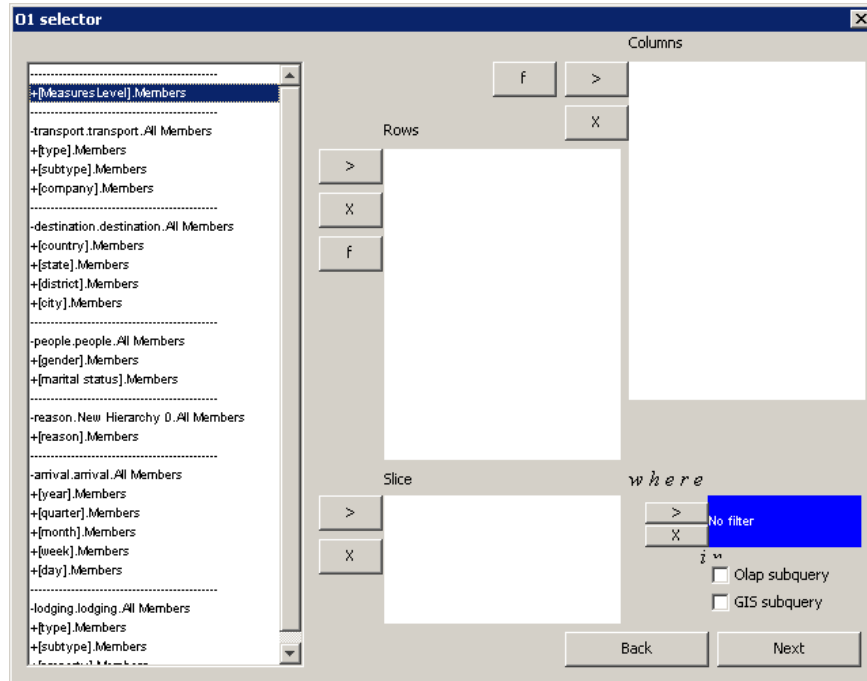 O1 selector
Columns
f
>
X
Rows
>
X
f
--------------------------------------------
+[MeasuresLevel].Members
--------------------------------------------
-transport.transport.All Members
+[type].Members
+[subtype].Members
+[company].Members
--------------------------------------------
-destination.destination.All Members
+[country].Members
+[state].Members
+[district].Members
+[city].Members
--------------------------------------------
-people.people.All Members
+[gender].Members
+[marital status].Members
--------------------------------------------
-reason.New Hierarchy 0.All Members
+[reason].Members
--------------------------------------------
-arrival.arrival.All Members
+[year].Members
+[quarter].Members
+[month].Members
+[week].Members
+[day].Members
--------------------------------------------
-lodging.lodging.All Members
+[type].Members
+[subtype].Members
Slice
>
X
where
>
X
No filter
Olap subquery
GIS subquery
Back
Next